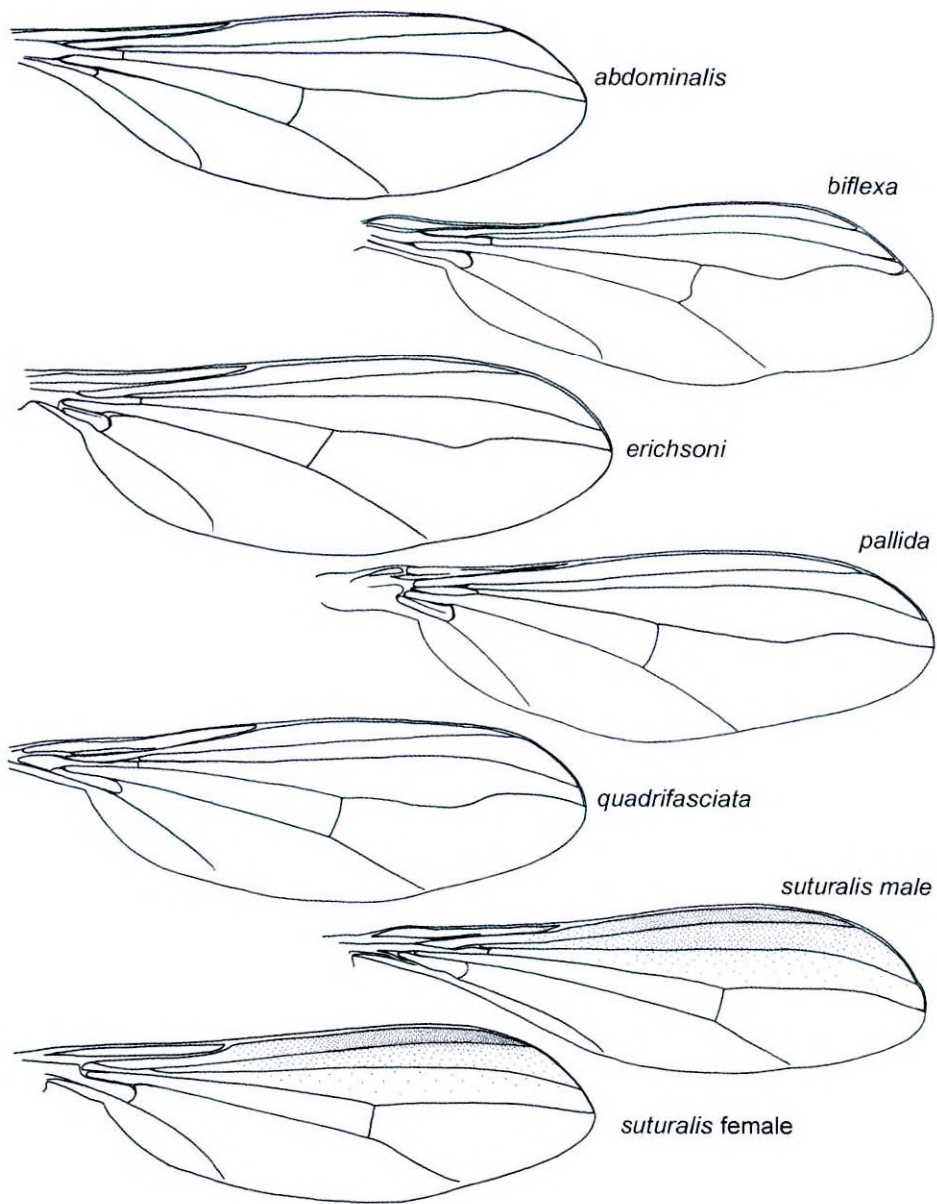 abdominalis
biflexa
erichsoni
pallida
quadrifasciata
suturalis male
suturalis female